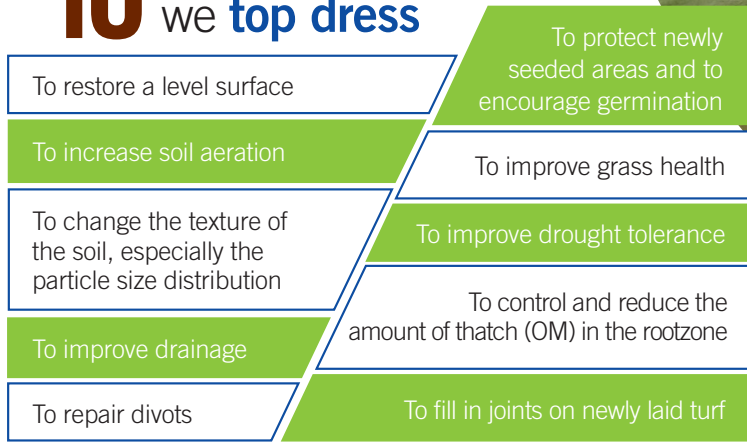 10 we top dress
To restore a level surface
To increase soil aeration
To change the texture of
the soil, especially the
particle size distribution
To improve drainage
To repair divots
To protect newly
seeded areas and to
encourage germination
To improve grass health
To improve drought tolerance
To control and reduce the
amount of thatch (OM) in the rootzone
To fill in joints on newly laid turf